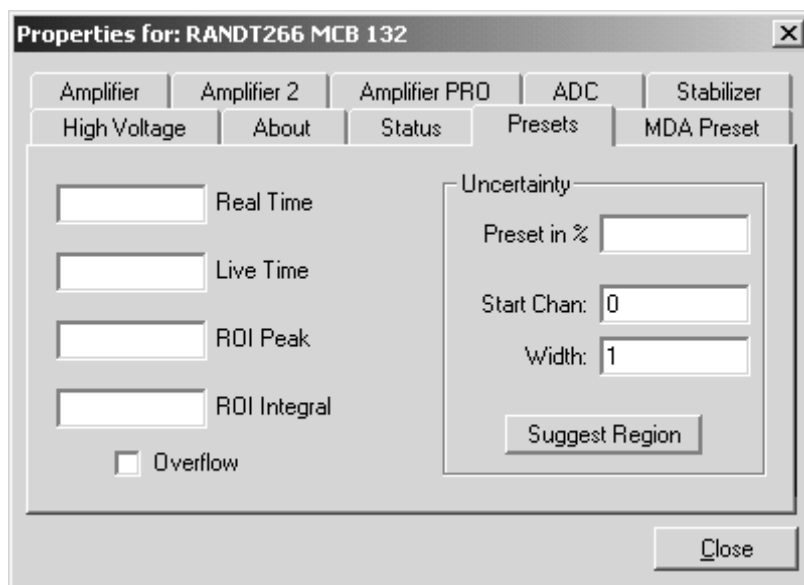 Properties for: RANDT266 MCB 132
Amplifier Amplifier 2 Amplifier PRO ADC Stabilizer
High Voltage About Status Presets MDA Preset
Real Time
Live Time
ROI Peak
ROI Integral
Overflow
Uncertainty
Preset in %
Start Chan: 0
Width: 1
Suggest Region
Close